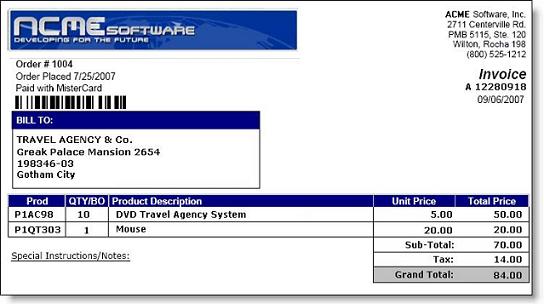 ACME SOFTWARE
DEVELOPING FOR THE FUTURE
ACME Software, Inc.
2711 Centerville Rd.
PMB 5115, Ste. 120
Wilton, Rocha 198
(800) 525-1212
Order # 1004
Order Placed 7/25/2007
Paid with MisterCard
Invoice
A 12280918
09/06/2007
BILL TO:
TRAVEL AGENCY & Co.
Greak Palace Mansion 2654
198346-03
Gotham City
Prod QTY/BO Product Description Unit Price Total Price
P1AC98 10 DVD Travel Agency System 5.00 50.00
P1QT303 1 Mouse 20.00 20.00
Sub-Total: 70.00
Tax: 14.00
Grand Total: 84.00
Special Instructions/Notes: